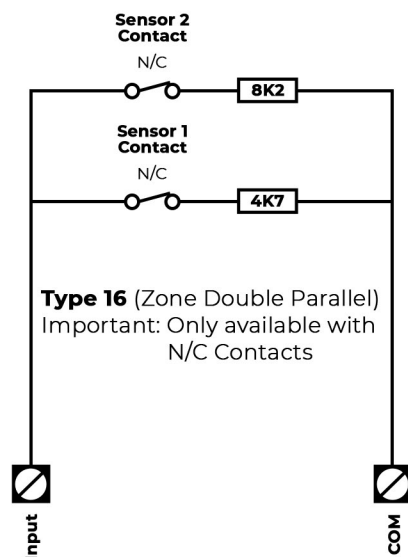 Sensor 2
Contact
N/C
8K2
Sensor 1
Contact
N/C
4K7
Type 16 (Zone Double Parallel)
Important: Only available with
N/C Contacts
Input
COM